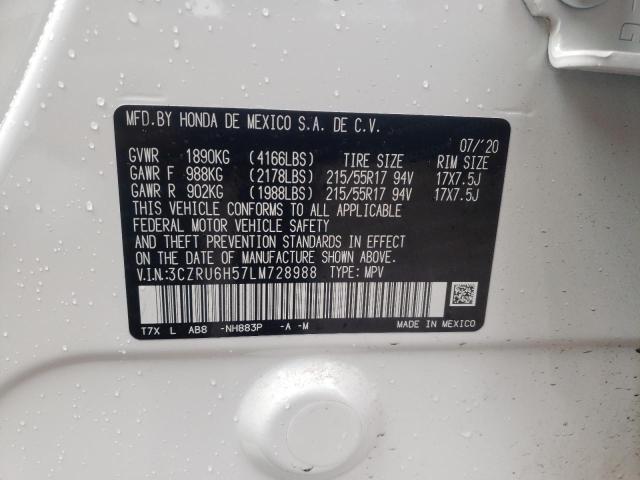 MFD.BY HONDA DE MEXICO S.A. DE C.V.
07/'20
GVWR 1890KG (4166LBS) TIRE SIZE RIM SIZE
GAWR F 988KG (2178LBS) 215/55R17 94V 17X7.5J
GAWR R 902KG (1988LBS) 215/55R17 94V 17X7.5J
THIS VEHICLE CONFORMS TO ALL APPLICABLE
FEDERAL MOTOR VEHICLE SAFETY
AND THEFT PREVENTION STANDARDS IN EFFECT
ON THE DATE OF MANUFACTURE SHOWN ABOVE.
V.I.N:3CZRU6H57LM728988 TYPE: MPV
T7X L AB8 -NH883P -A -M MADE IN MEXICO